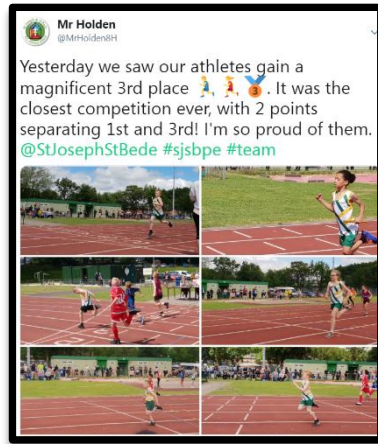 Mr Holden
@MrHolden8H
Yesterday we saw our athletes gain a
magnificent 3rd place 🏃‍♂️ 🏃‍♀️ 🥉. It was the
closest competition ever, with 2 points
separating 1st and 3rd! I'm so proud of them.
@StJosephStBede #sjsbpe #team